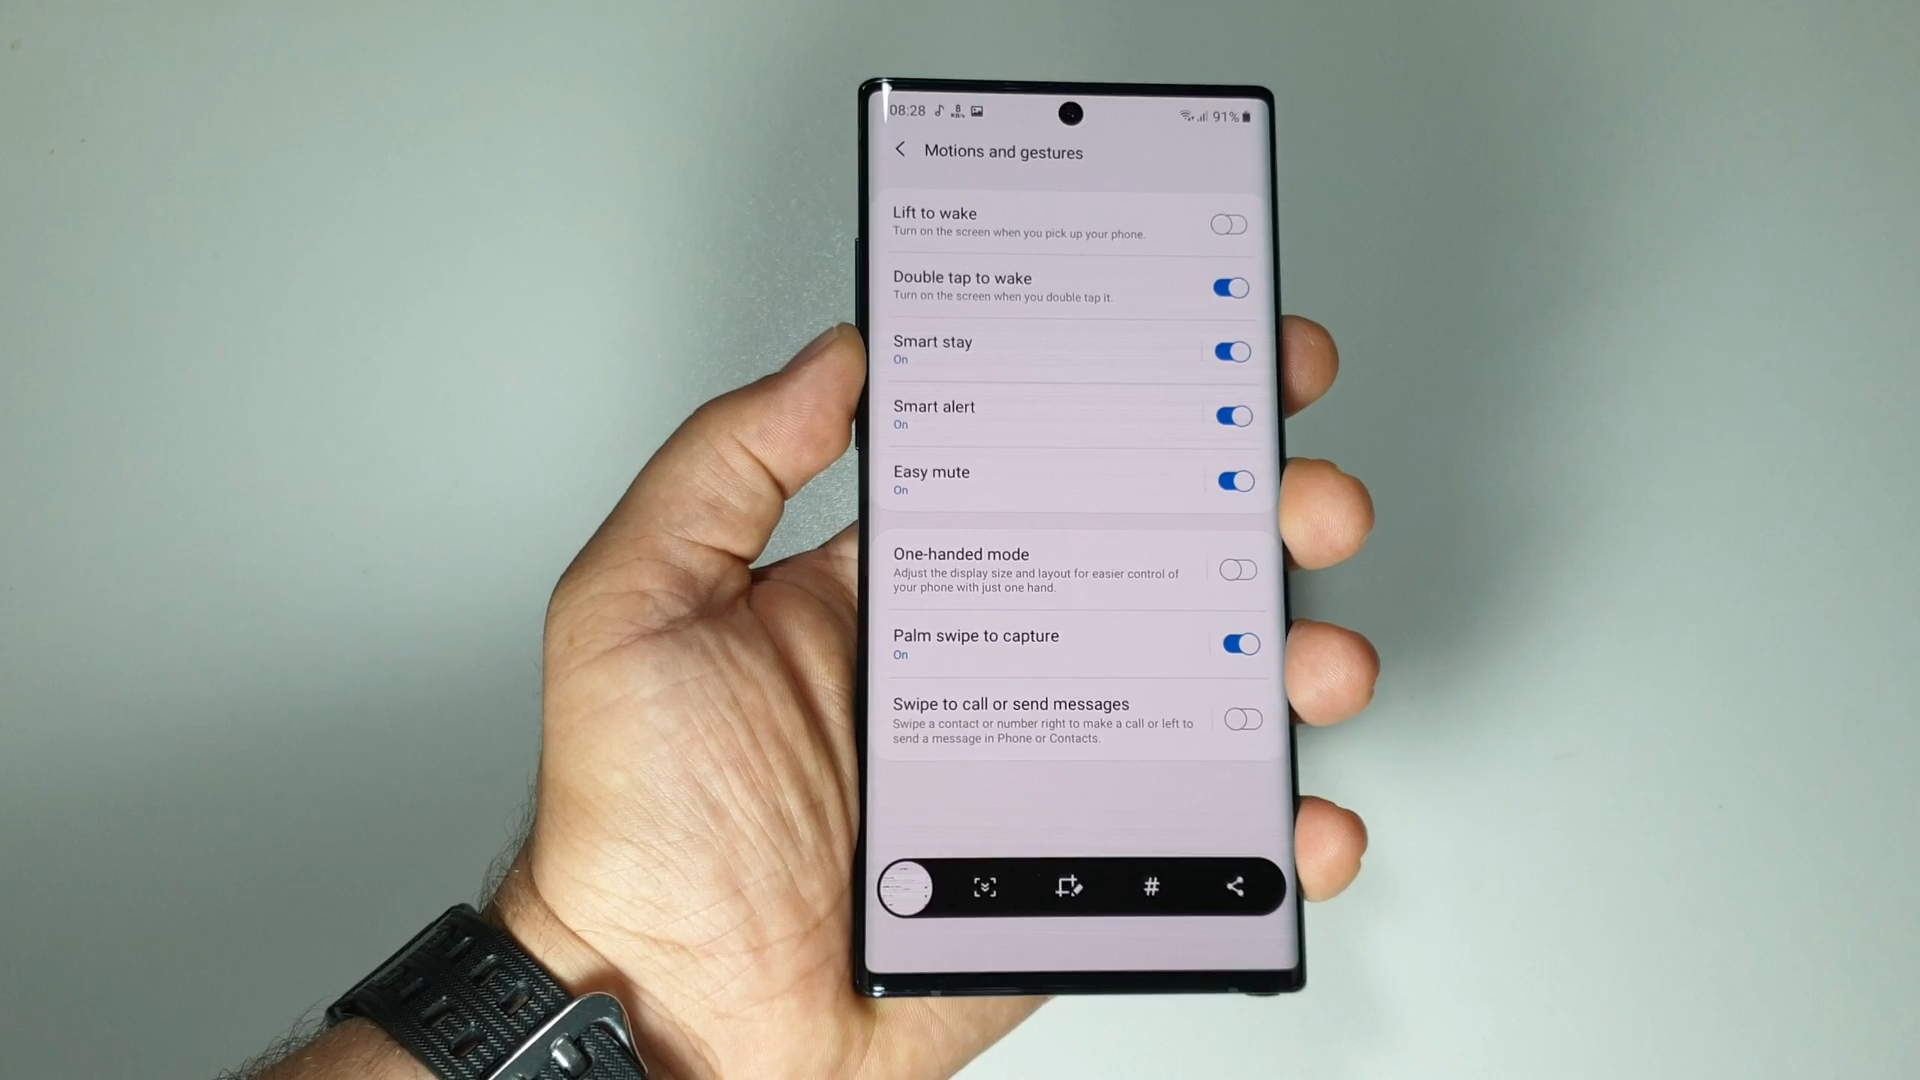 08:28 8 KB/s 91%
Motions and gestures
Lift to wake
Turn on the screen when you pick up your phone.
Double tap to wake
Turn on the screen when you double tap it.
Smart stay
On
Smart alert
On
Easy mute
On
One-handed mode
Adjust the display size and layout for easier control of
your phone with just one hand.
Palm swipe to capture
On
Swipe to call or send messages
Swipe a contact or number right to make a call or left to
send a message in Phone or Contacts.
#